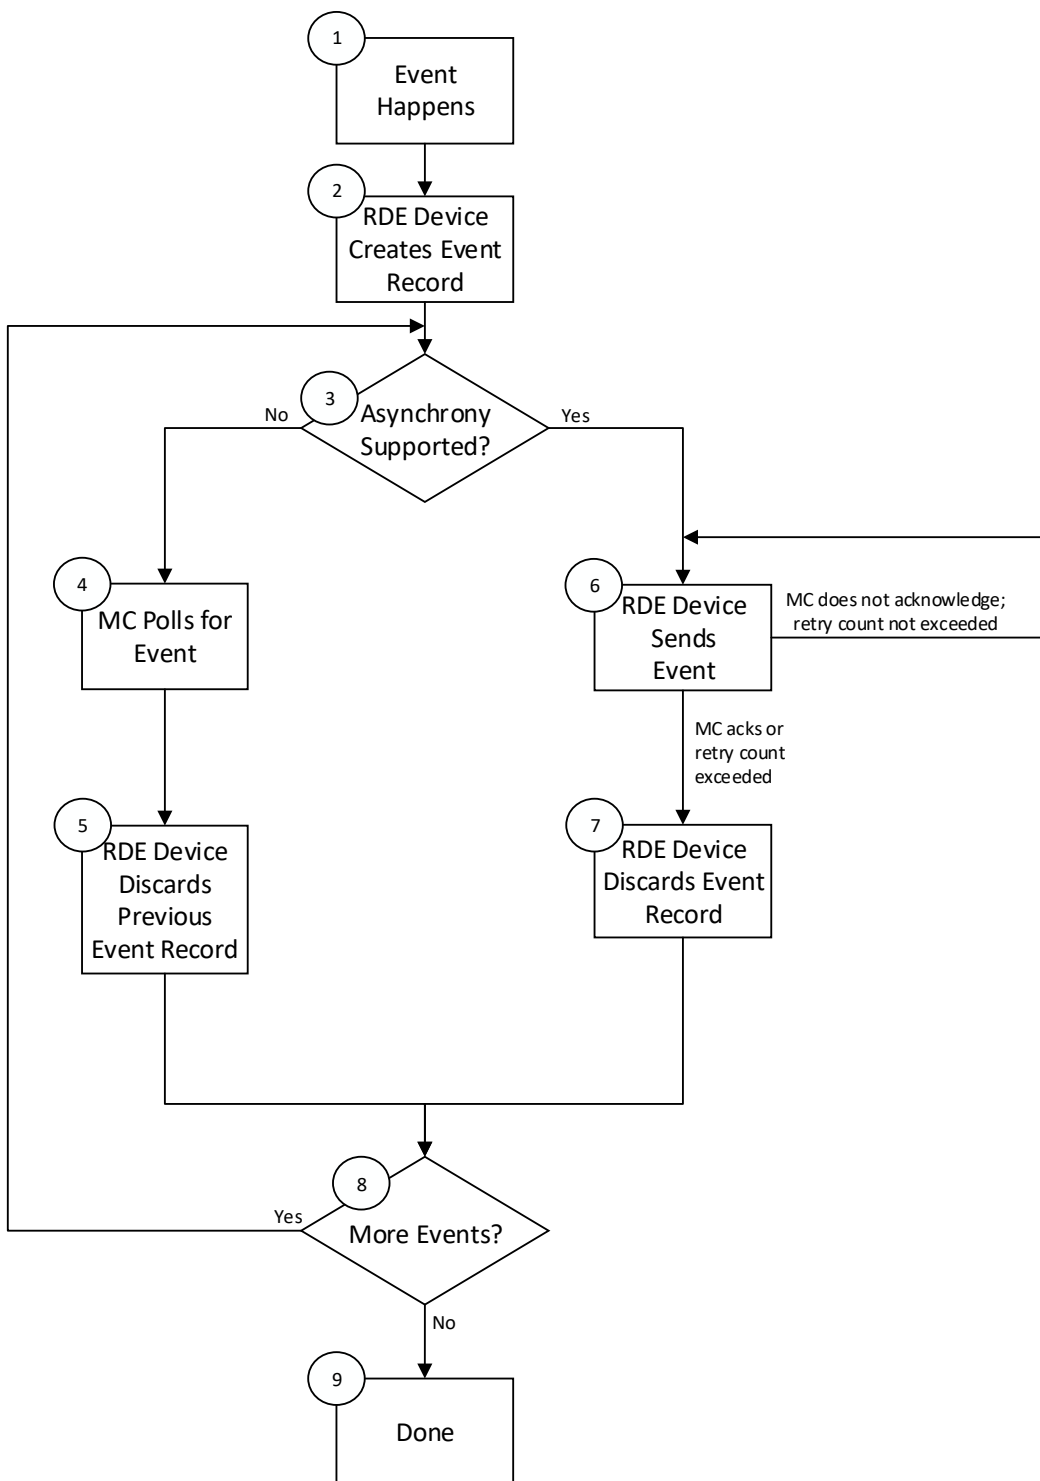 1
Event
Happens
2
RDE Device
Creates Event
Record
3
Asynchrony
Supported?
No
Yes
4
MC Polls for
Event
6
RDE Device
Sends
Event
MC does not acknowledge;
retry count not exceeded
MC acks or
retry count
exceeded
5
RDE Device
Discards
Previous
Event Record
7
RDE Device
Discards Event
Record
8
More Events?
Yes
No
9
Done